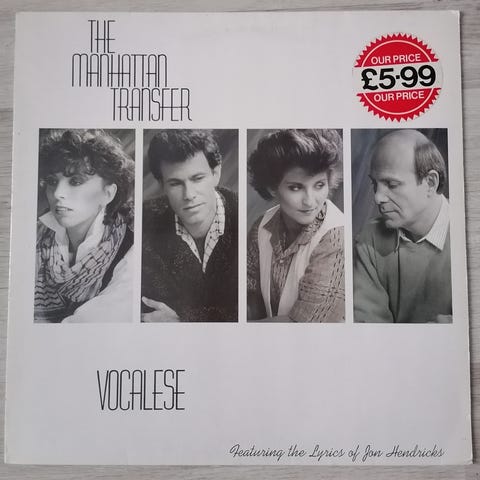 THE
MANHATTAN
TRANSFER
OUR PRICE
£5·99
OUR PRICE
VOCALESE
Featuring the Lyrics of Jon Hendricks